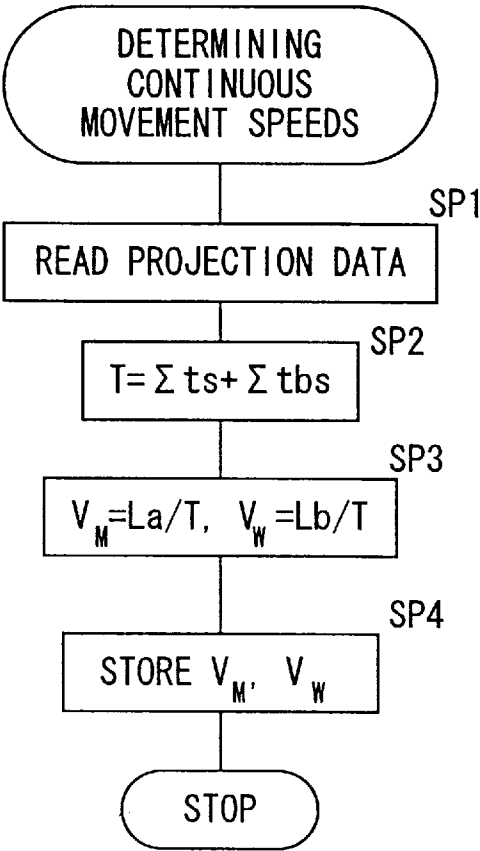 DETERMINING
CONTINUOUS
MOVEMENT SPEEDS
SP1
READ PROJECTION DATA
SP2
T=Σts+Σtbs
SP3
V_M=La/T, V_W=Lb/T
SP4
STORE V_M, V_W
STOP